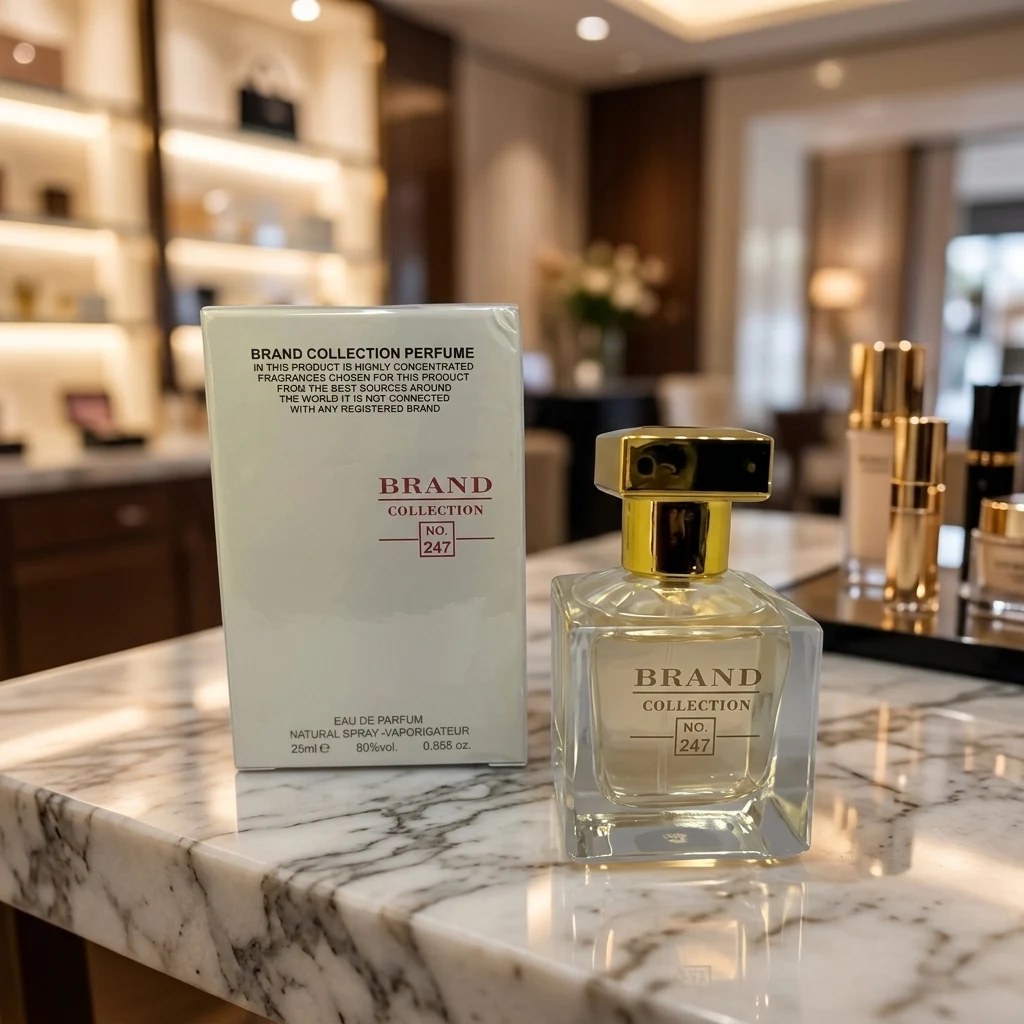 BRAND COLLECTION PERFUME
IN THIS PRODUCT IS HIGHLY CONCENTRATED
FRAGRANCES CHOSEN FOR THIS PRODUCT
FROM THE BEST SOURCES AROUND
THE WORLD IT IS NOT CONNECTED
WITH ANY REGISTERED BRAND
BRAND
COLLECTION
NO.
247
EAU DE PARFUM
NATURAL SPRAY -VAPORIGATEUR
25ml e 80%vol. 0.858 oz.
BRAND
COLLECTION
NO.
247